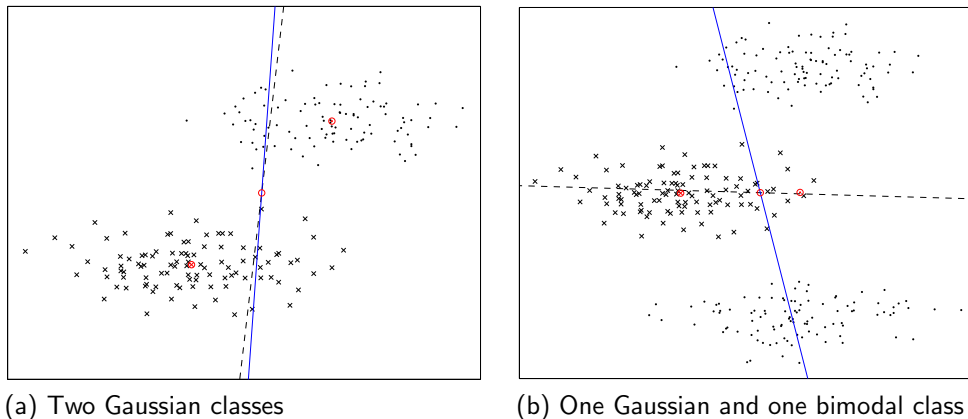 (a) Two Gaussian classes
(b) One Gaussian and one bimodal class